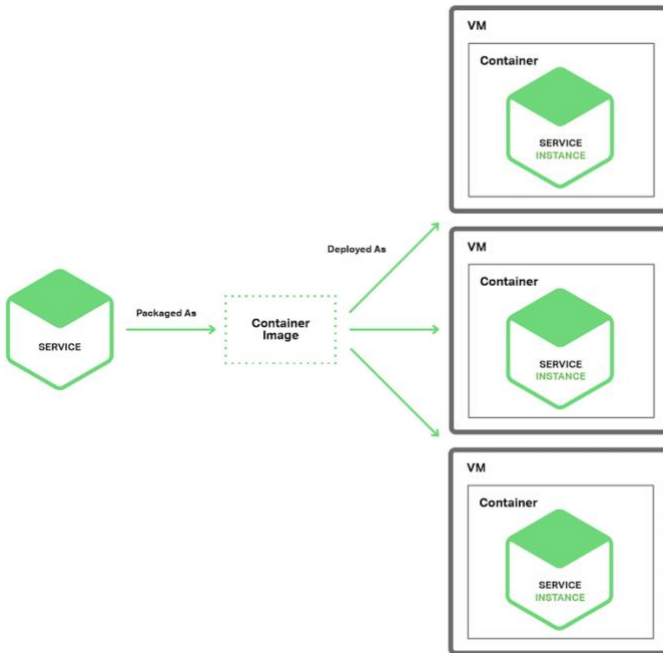 VM
Container
SERVICE
INSTANCE
Deployed As
VM
Container
SERVICE
INSTANCE
Packaged As
Container
Image
SERVICE
VM
Container
SERVICE
INSTANCE